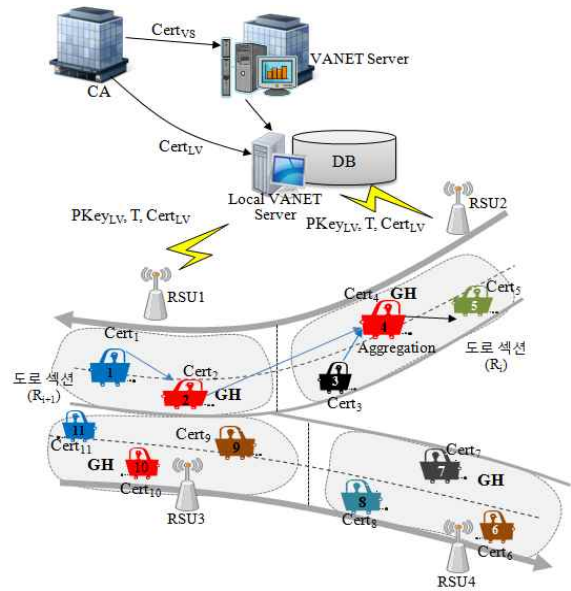 Cert_VS
VANET Server
CA
Cert_LV
DB
Local VANET
Server
RSU2
PKey_LV, T, Cert_LV
PKey_LV, T, Cert_LV
RSU1
Cert_4 GH
Cert_5
5
4
Cert_1
Cert_2
Aggregation
도로 섹션
(R_i)
1
3
도로 섹션
(R_i+1)
2
GH
Cert_3
11
Cert_9
Cert_11
9
Cert_7
GH
10
7
GH
Cert_10
8
RSU3
Cert_8
6
Cert_6
RSU4